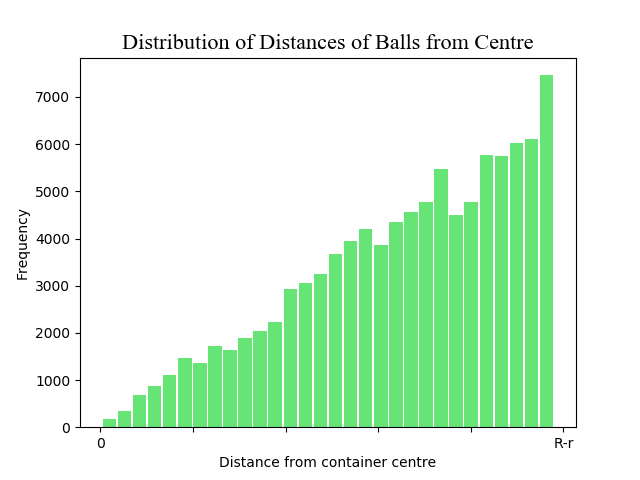 Distribution of Distances of Balls from Centre
7000
6000
5000
4000
3000
2000
1000
0
Frequency
0
R-r
Distance from container centre